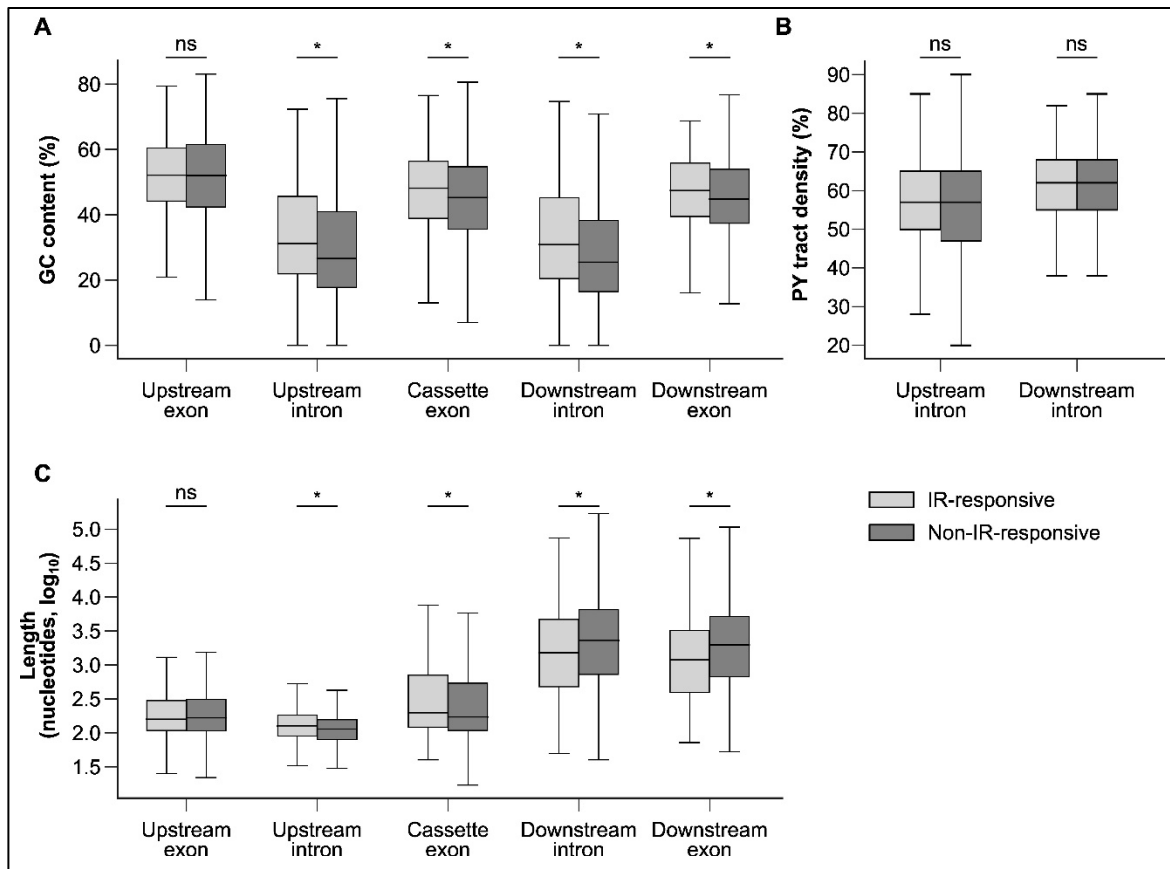 A
ns * * * *
GC content (%)
80
60
40
20
0
Upstream exon
Upstream intron
Cassette exon
Downstream intron
Downstream exon
B
ns ns
PY tract density (%)
90
80
70
60
50
40
30
20
Upstream intron
Downstream intron
C
ns * * * *
Length
(nucleotides, log₁₀)
5.0
4.5
4.0
3.5
3.0
2.5
2.0
1.5
Upstream exon
Upstream intron
Cassette exon
Downstream intron
Downstream exon
IR-responsive
Non-IR-responsive